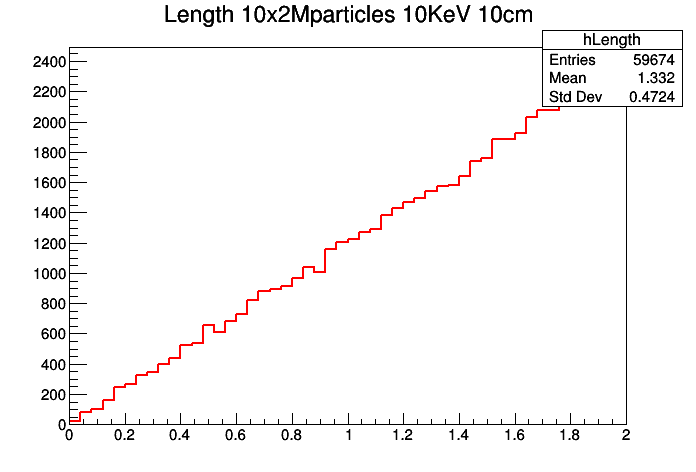 Length 10x2Mparticles 10KeV 10cm
hLength
Entries 59674
Mean 1.332
Std Dev 0.4724
2400
2200
2000
1800
1600
1400
1200
1000
800
600
400
200
0
0 0.2 0.4 0.6 0.8 1 1.2 1.4 1.6 1.8 2